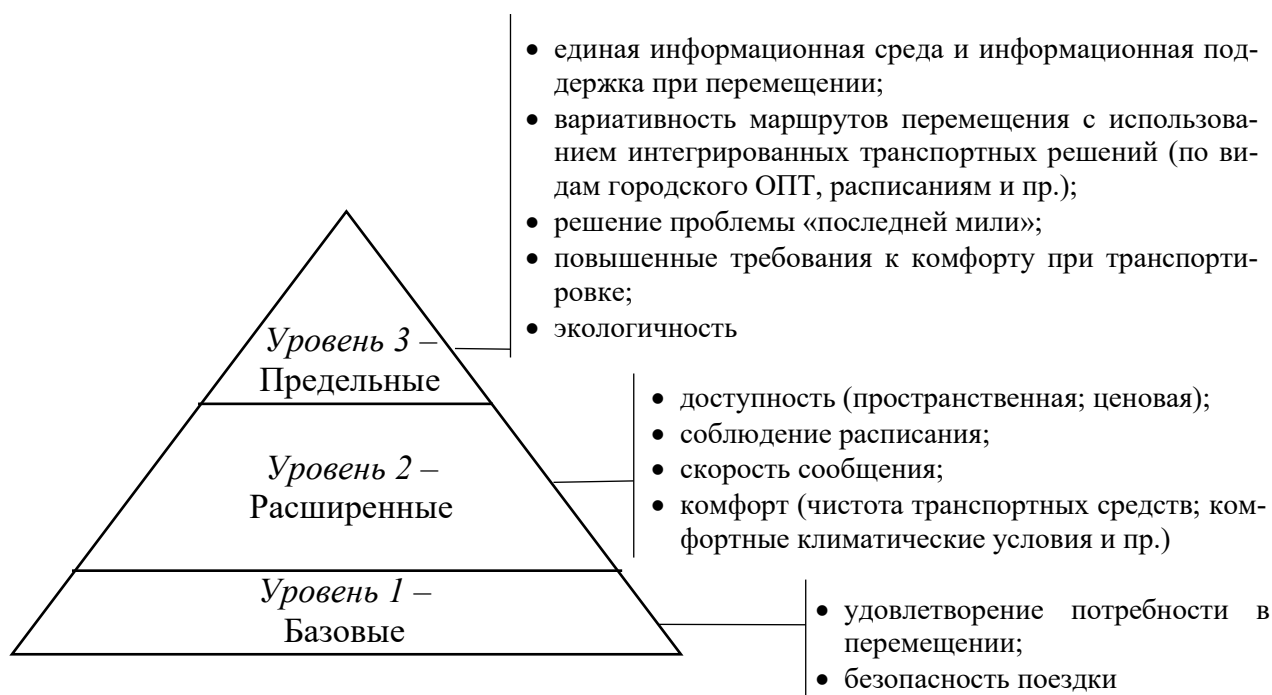 • единая информационная среда и информационная под-
держка при перемещении;
• вариативность маршрутов перемещения с использова-
нием интегрированных транспортных решений (по ви-
дам городского ОПТ, расписаниям и пр.);
• решение проблемы «последней мили»;
• повышенные требования к комфорту при транспорти-
ровке;
• экологичность
Уровень 3 –
Предельные
• доступность (пространственная; ценовая);
• соблюдение расписания;
• скорость сообщения;
• комфорт (чистота транспортных средств; ком-
фортные климатические условия и пр.)
Уровень 2 –
Расширенные
Уровень 1 –
Базовые
• удовлетворение потребности в
перемещении;
• безопасность поездки